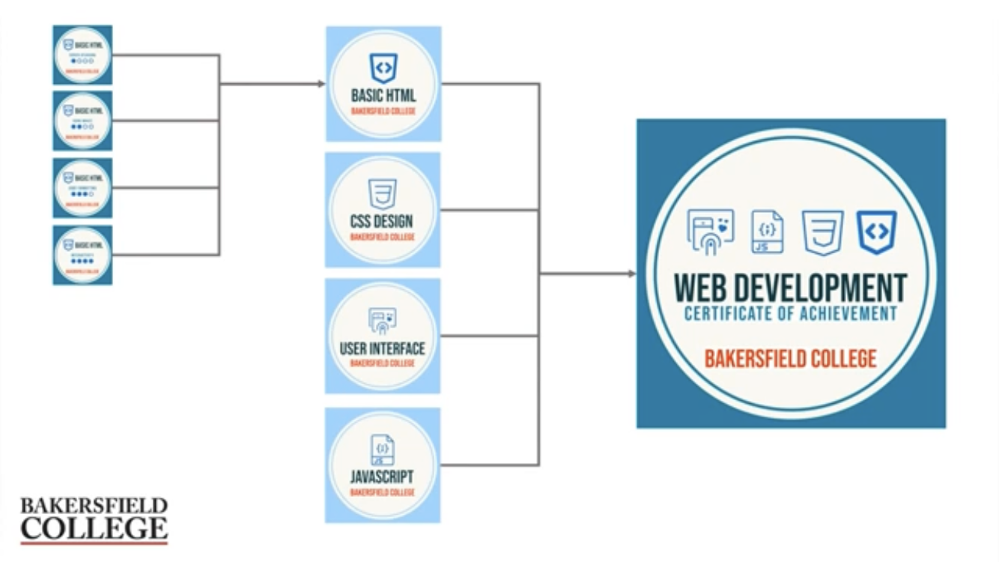 BASIC HTML
BAKERSFIELD COLLEGE
BASIC HTML
BAKERSFIELD COLLEGE
BASIC HTML
BAKERSFIELD COLLEGE
BASIC HTML
INTERACTIVITY
BAKERSFIELD COLLEGE
BASIC HTML
BAKERSFIELD COLLEGE
CSS DESIGN
BAKERSFIELD COLLEGE
USER INTERFACE
BAKERSFIELD COLLEGE
{;}
JS
JAVASCRIPT
BAKERSFIELD COLLEGE
{;}
JS
WEB DEVELOPMENT
CERTIFICATE OF ACHIEVEMENT
BAKERSFIELD COLLEGE
BAKERSFIELD
COLLEGE